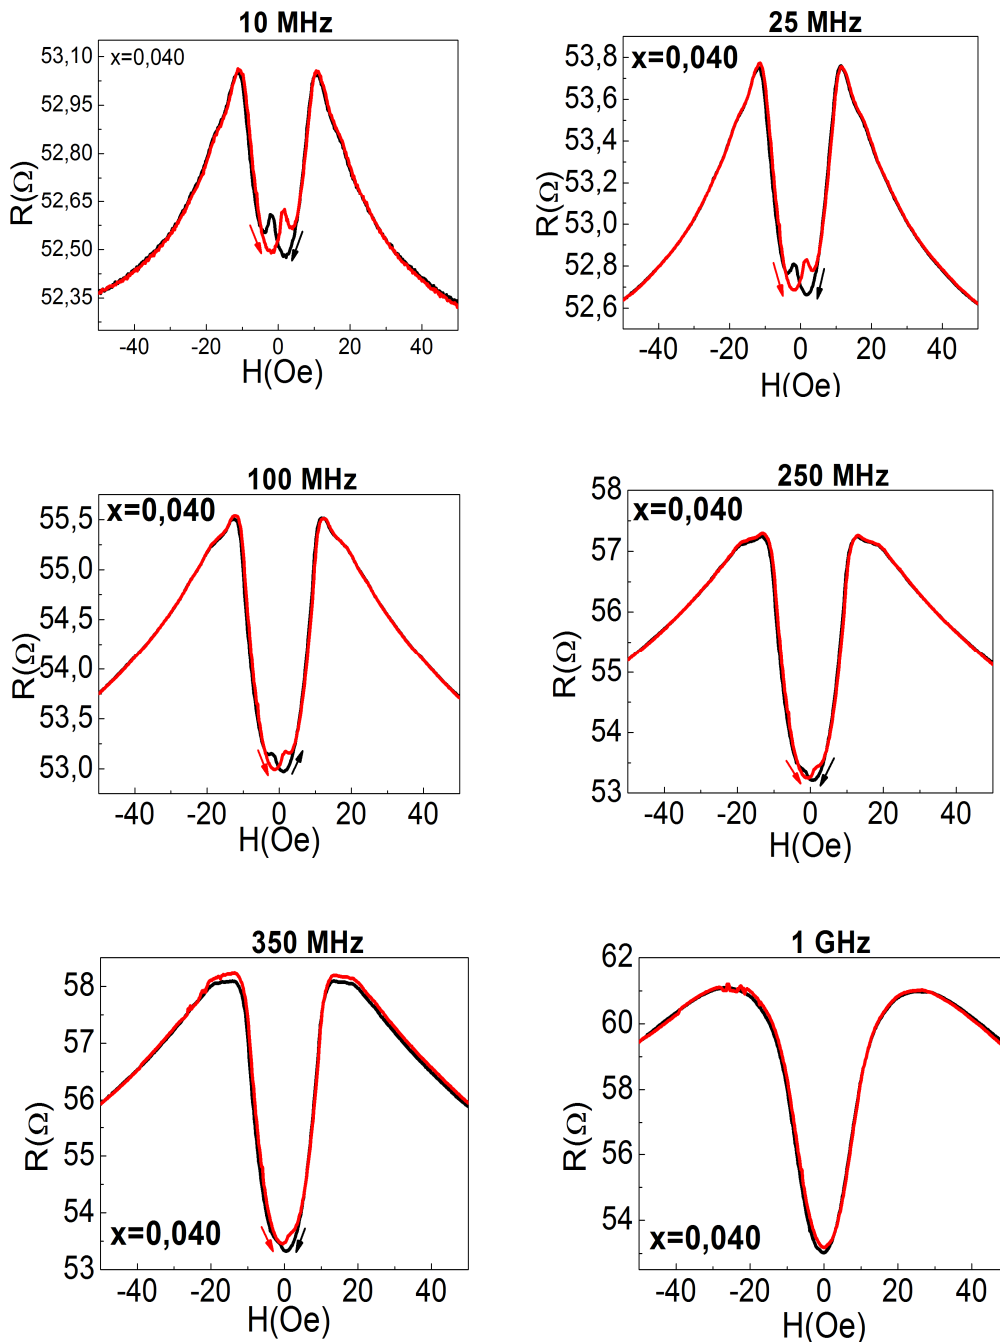 10 MHz
x=0,040
53,10
52,95
52,80
52,65
52,50
52,35
R(Ω)
-40 -20 0 20 40
H(Oe)
25 MHz
x=0,040
53,8
53,6
53,4
53,2
53,0
52,8
52,6
R(Ω)
-40 -20 0 20 40
H(Oe)
100 MHz
x=0,040
55,5
55,0
54,5
54,0
53,5
53,0
R(Ω)
-40 -20 0 20 40
H(Oe)
250 MHz
x=0,040
58
57
56
55
54
53
R(Ω)
-40 -20 0 20 40
H(Oe)
350 MHz
58
57
56
55
54
53
R(Ω)
x=0,040
-40 -20 0 20 40
H(Oe)
1 GHz
62
60
58
56
54
R(Ω)
x=0,040
-40 -20 0 20 40
H(Oe)